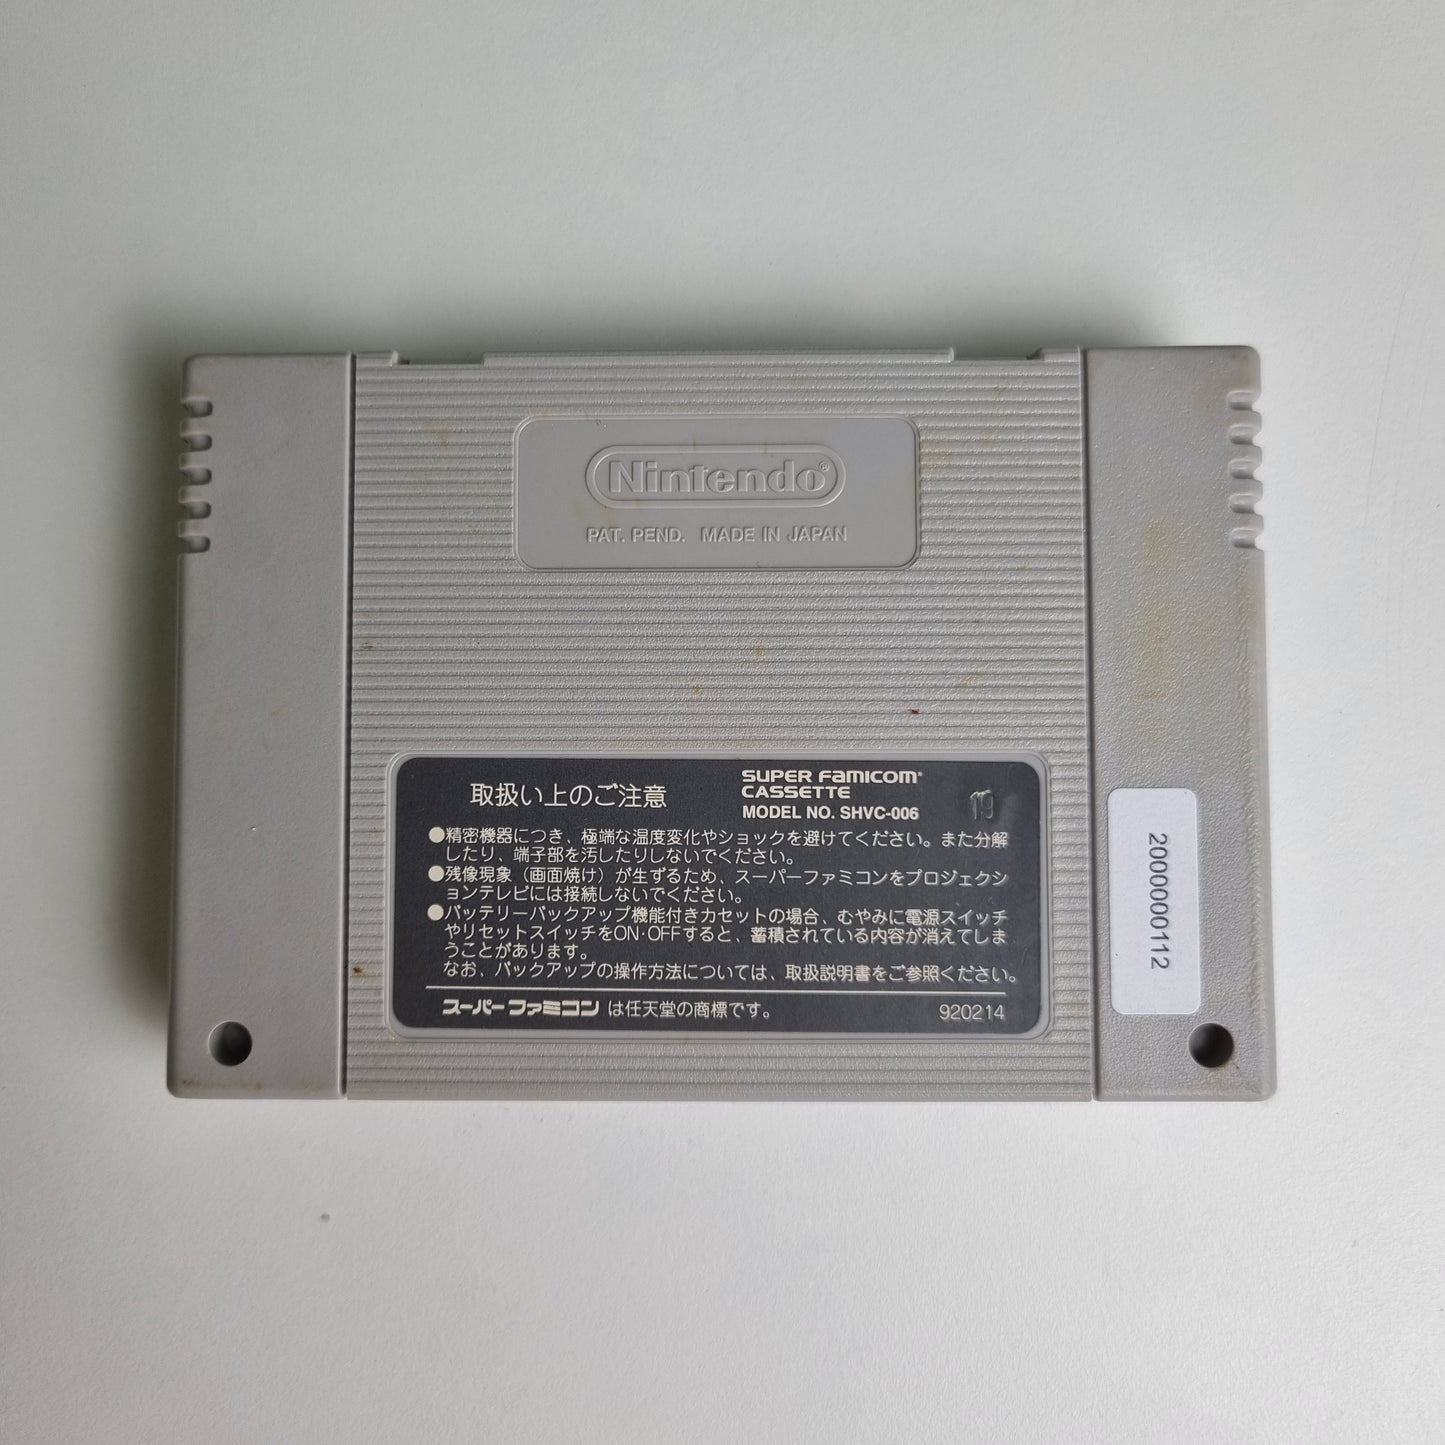 Nintendo®
PAT. PEND. MADE IN JAPAN
取扱い上のご注意
SUPER FAMICOM®
CASSETTE
MODEL NO. SHVC-006
19
●精密機器につき、極端な温度変化やショックを避けてください。また分解
したり、端子部を汚したりしないでください。
●残像現象(画面焼け)が生ずるため、スーパーファミコンをプロジェクシ
ョンテレビには接続しないでください。
●バッテリーバックアップ機能付きカセットの場合、むやみに電源スイッチ
やリセットスイッチをON·OFFすると、蓄積されている内容が消えてしま
うことがあります。
なお、バックアップの操作方法については、取扱説明書をご参照ください。
スーパーファミコン は任天堂の商標です。
920214
2000000112